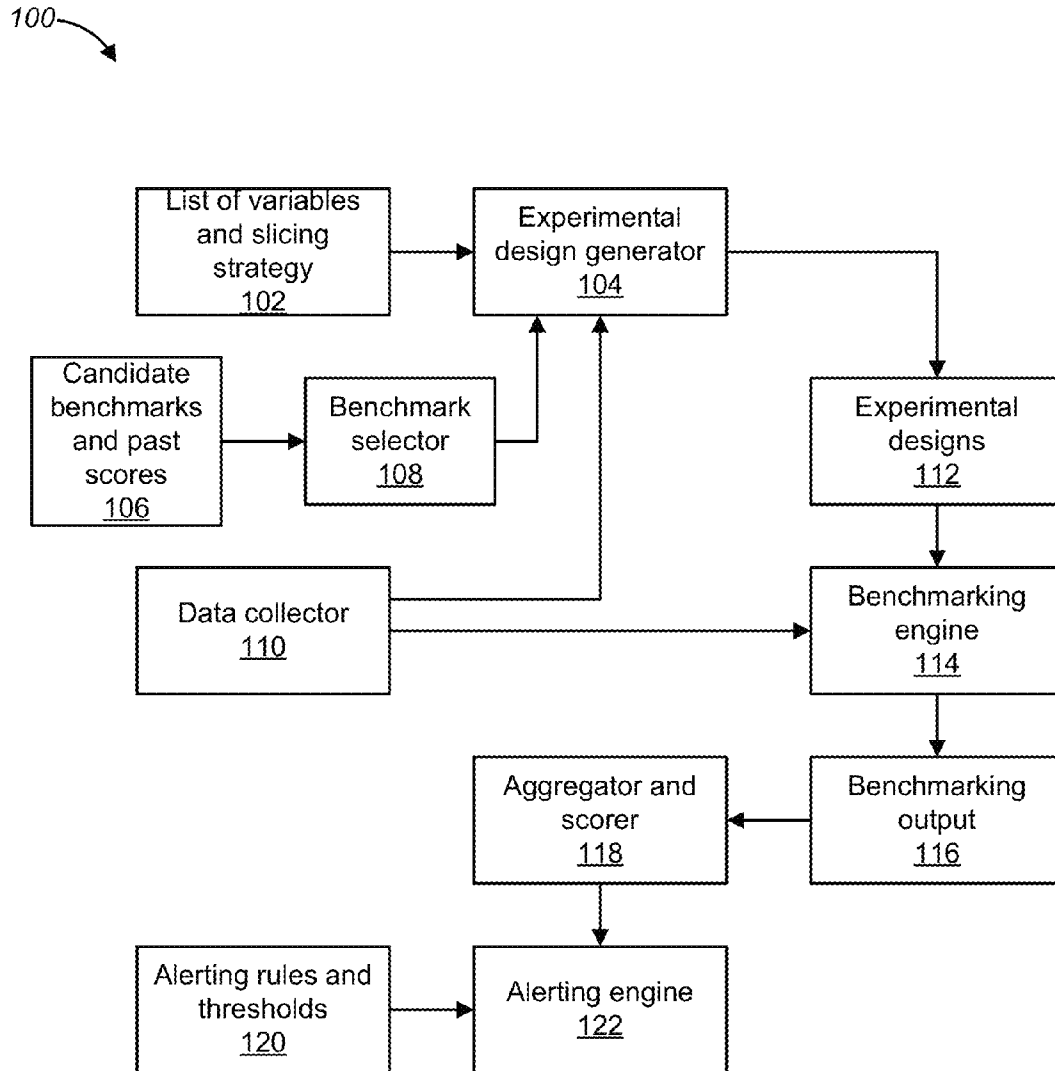 100
List of variables
and slicing
strategy
102
Experimental
design generator
104
Candidate
benchmarks
and past
scores
106
Benchmark
selector
108
Experimental
designs
112
Data collector
110
Benchmarking
engine
114
Aggregator and
scorer
118
Benchmarking
output
116
Alerting rules and
thresholds
120
Alerting engine
122